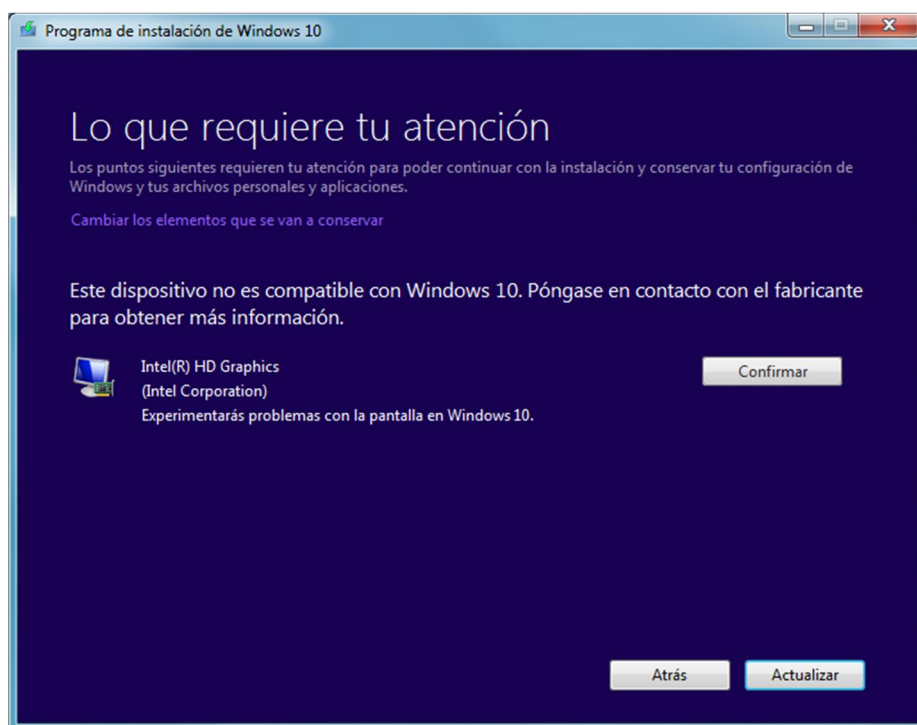 Programa de instalación de Windows 10
Lo que requiere tu atención
Los puntos siguientes requieren tu atención para poder continuar con la instalación y conservar tu configuración de
Windows y tus archivos personales y aplicaciones.
Cambiar los elementos que se van a conservar
Este dispositivo no es compatible con Windows 10. Póngase en contacto con el fabricante
para obtener más información.
Intel(R) HD Graphics
Confirmar
(Intel Corporation)
Experimentarás problemas con la pantalla en Windows 10.
Atrás
Actualizar